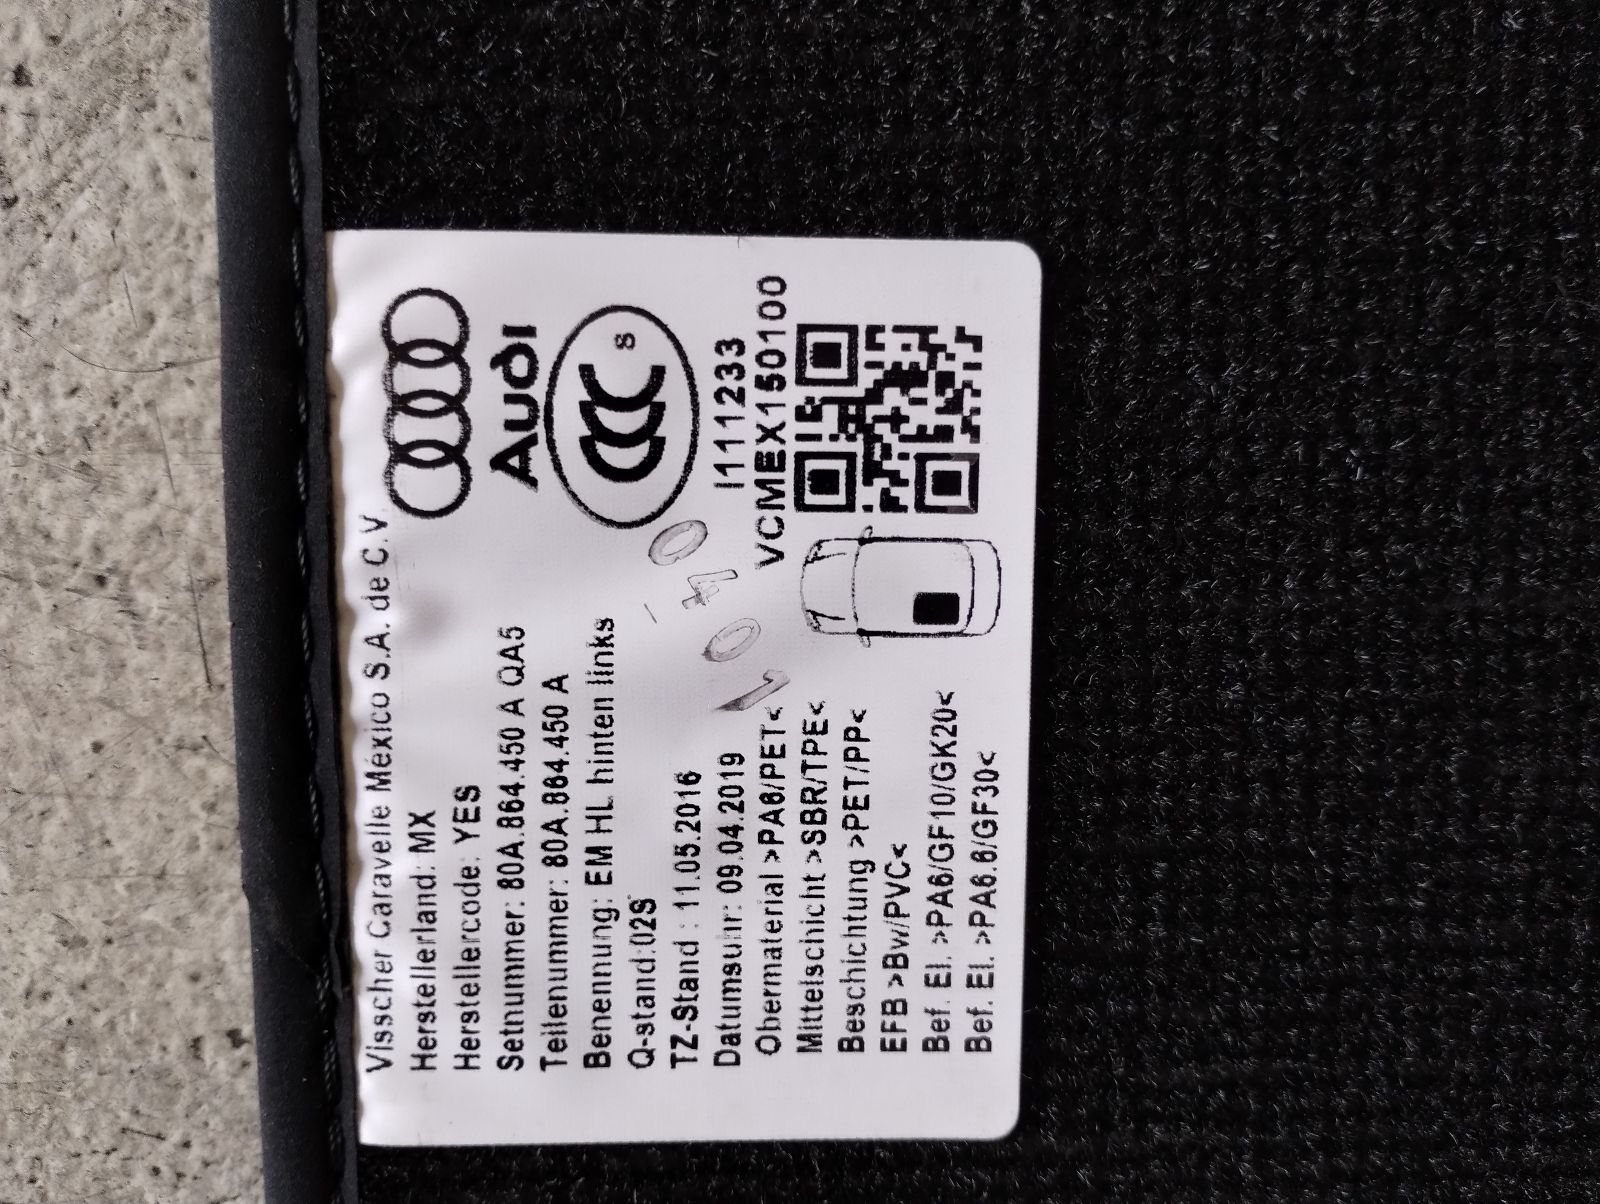 Visscher Caravelle México S.A. de C.V.
Herstellerland: MX
Herstellercode: YES
Setnummer: 80A.864.450 A QA5
Teilenummer: 80A.864.450 A
Benennung: EM HL hinten links
Q-stand:02S
TZ-Stand : 11.05.2016
Datumsuhr: 09.04.2019
Obermaterial >PA6/PET<
Mittelschicht >SBR/TPE<
Beschichtung >PET/PP<
EFB >Bw/PVC<
Bef. El. >PA6/GF10/GK20<
Bef. El. >PA6.6/GF30<
Audi
CCC S
I111233
VCMEX150100
1040